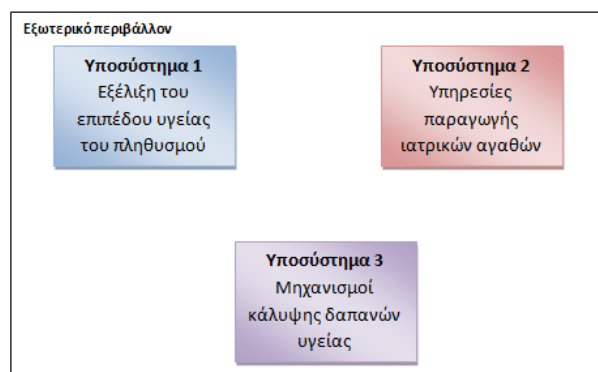 Εξωτερικό περιβάλλον
Υποσύστημα 1
Εξέλιξη του
επιπέδου υγείας
του πληθυσμού
Υποσύστημα 2
Υπηρεσίες
παραγωγής
ιατρικών αγαθών
Υποσύστημα 3
Μηχανισμοί
κάλυψης δαπανών
υγείας